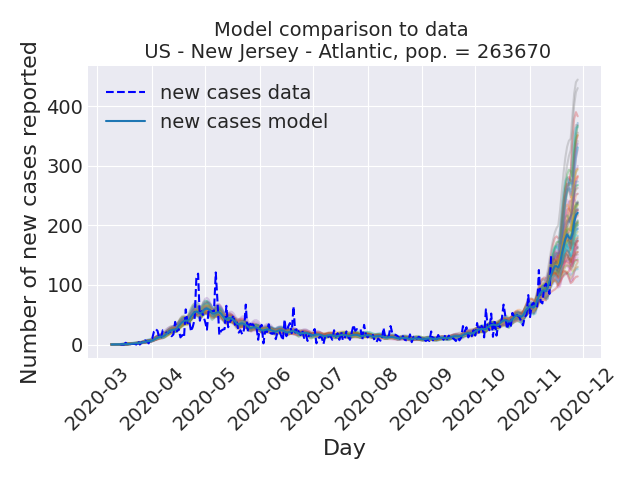 Model comparison to data
US - New Jersey - Atlantic, pop. = 263670
Number of new cases reported
400
300
200
100
0
new cases data
new cases model
2020-03
2020-04
2020-05
2020-06
2020-07
2020-08
2020-09
2020-10
2020-11
2020-12
Day